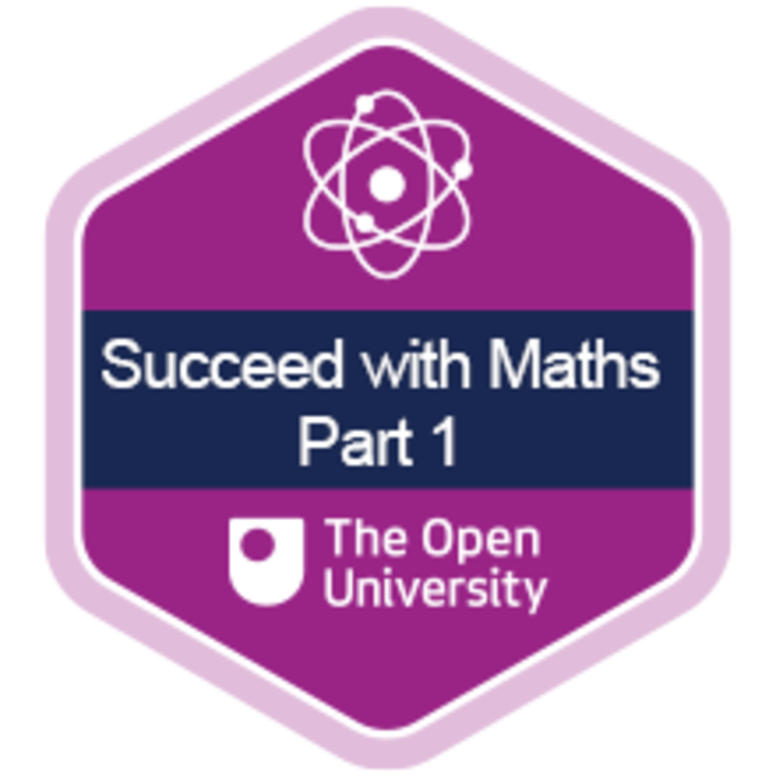 Succeed with Maths
Part 1
The Open
University